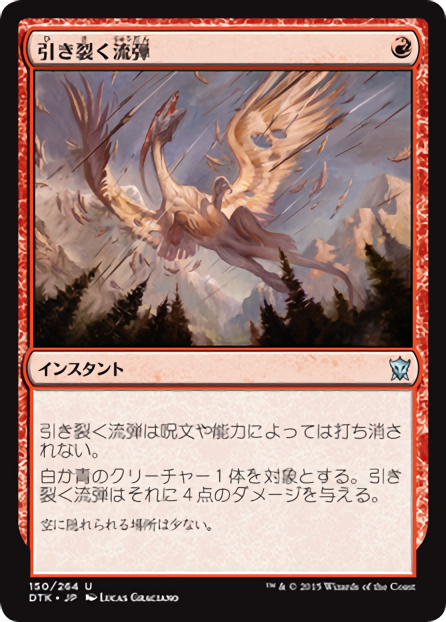 引き裂く流弾
インスタント
引き裂く流弾は呪文や能力によっては打ち消さ
れない。
白か青のクリーチャー1体を対象とする。引き
裂く流弾はそれに4点のダメージを与える。
空に隠れられる場所は少ない。
150/264 U
DTK • JP Lucas Graciano
™ & © 2015 Wizards of the Coast